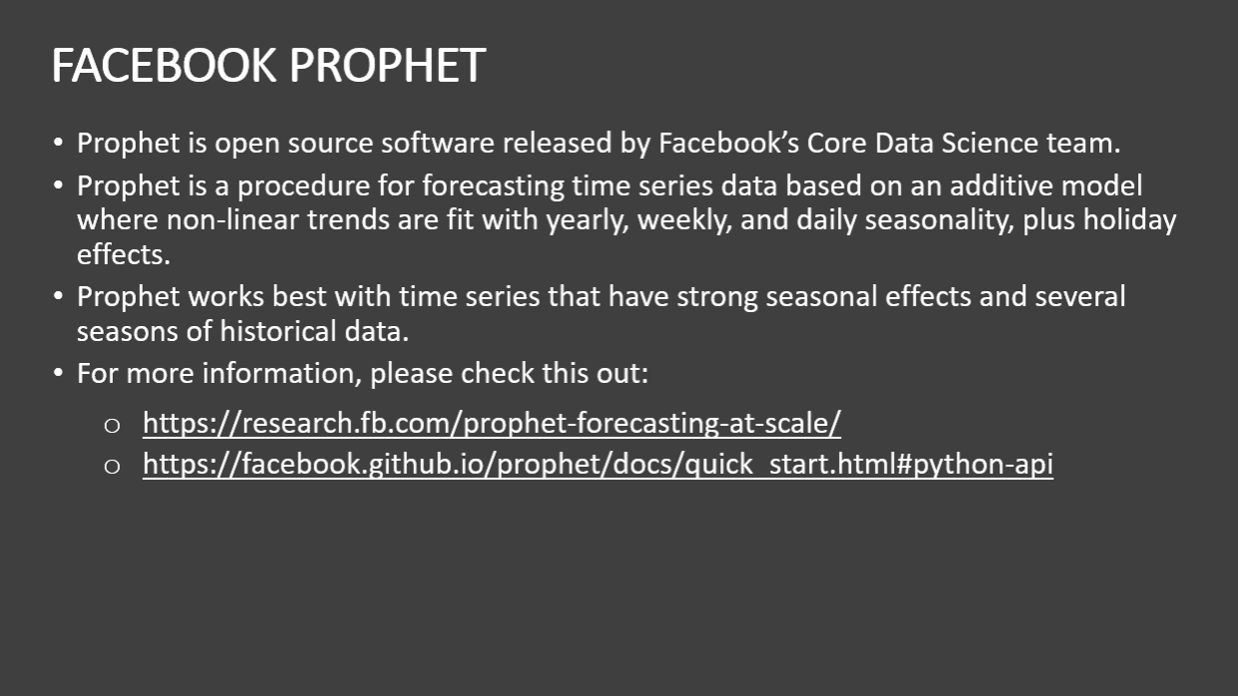 FACEBOOK PROPHET
• Prophet is open source software released by Facebook’s Core Data Science team.
• Prophet is a procedure for forecasting time series data based on an additive model
where non-linear trends are fit with yearly, weekly, and daily seasonality, plus holiday
effects.
• Prophet works best with time series that have strong seasonal effects and several
seasons of historical data.
• For more information, please check this out:
o https://research.fb.com/prophet-forecasting-at-scale/
o https://facebook.github.io/prophet/docs/quick_start.html#python-api